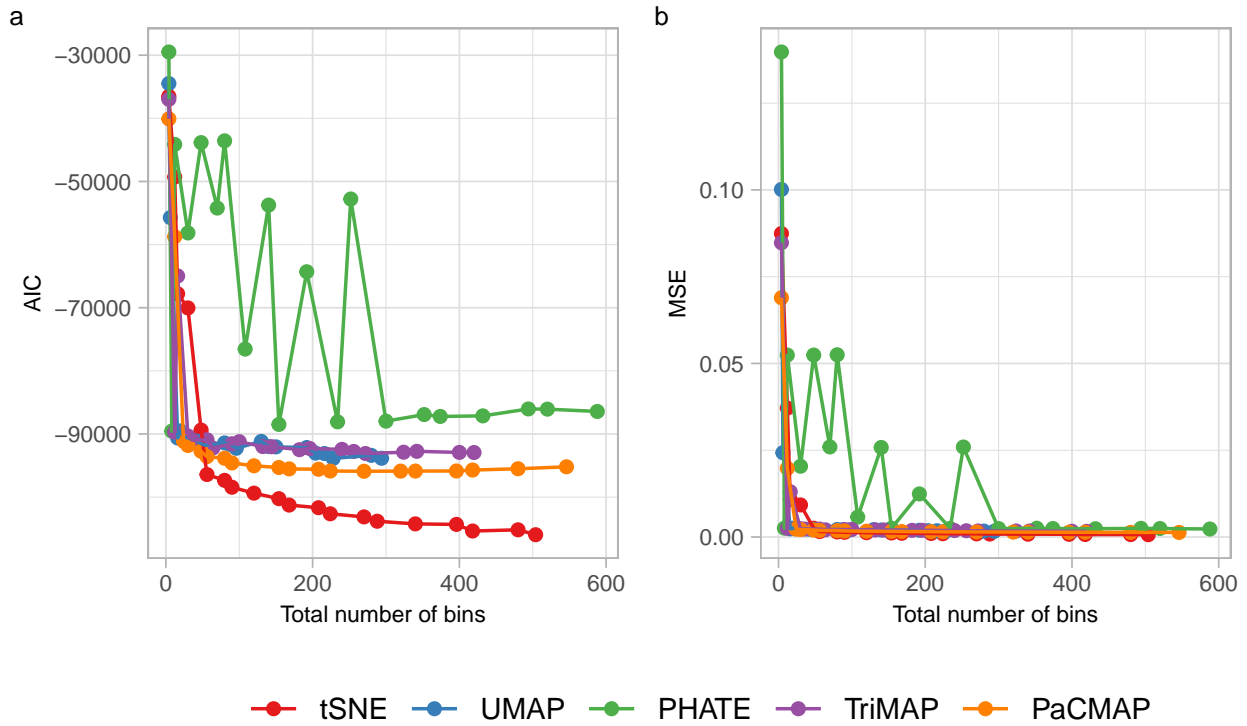 a
−30000
−50000
−70000
−90000
AIC
0
200
400
600
Total number of bins
b
0.10
0.05
0.00
MSE
0
200
400
600
Total number of bins
tSNE
UMAP
PHATE
TriMAP
PaCMAP